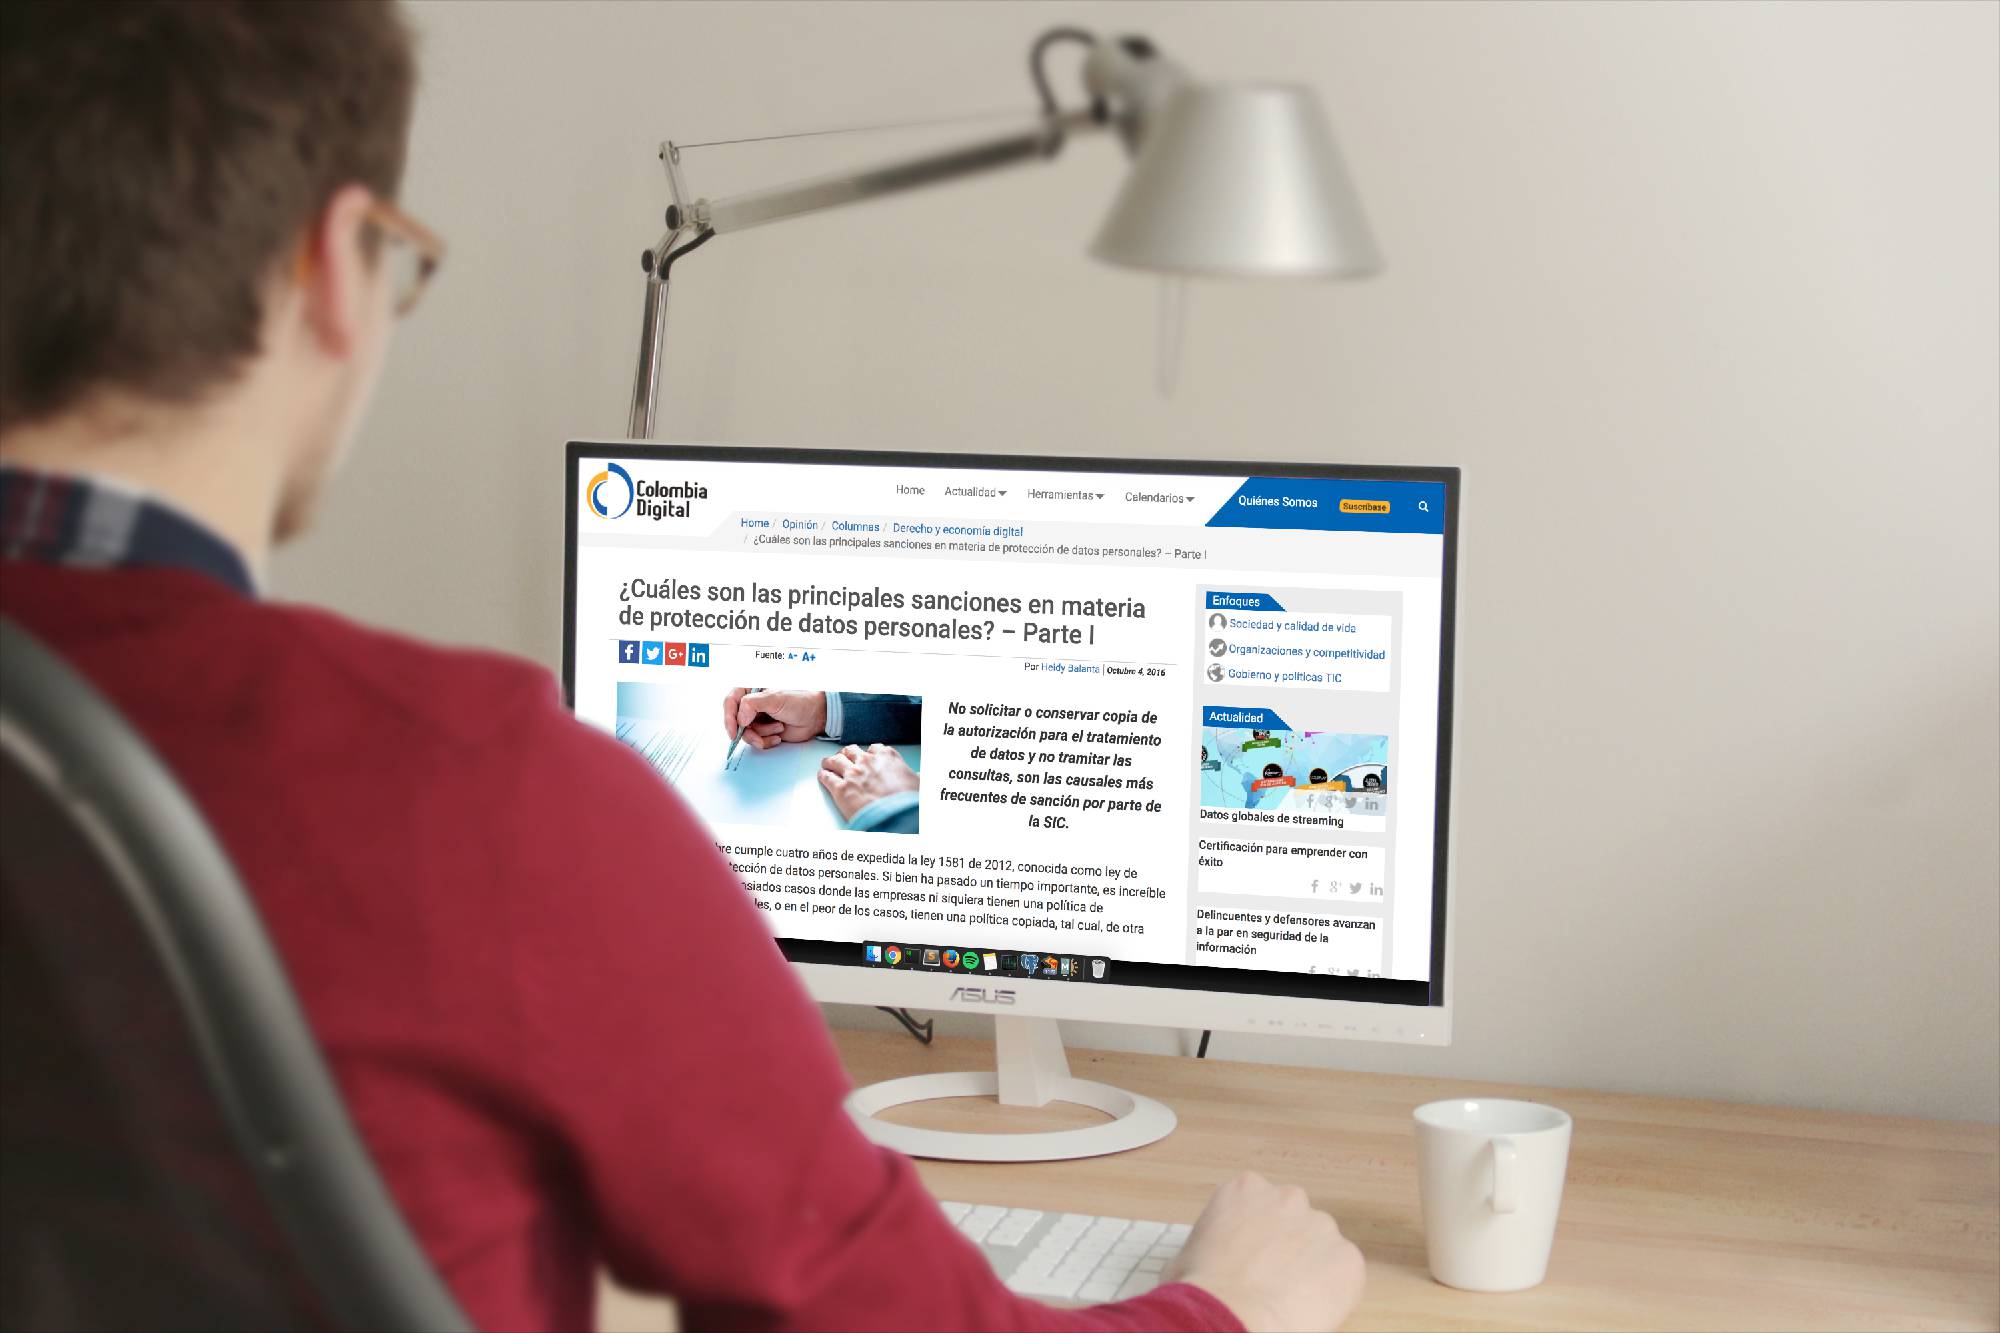 Colombia
Digital
Home Actualidad Herramientas Calendarios Quiénes Somos Suscríbase
Home / Opinión / Columnas / Derecho y economía digital
/ ¿Cuáles son las principales sanciones en materia de protección de datos personales? – Parte I
¿Cuáles son las principales sanciones en materia
de protección de datos personales? – Parte I
Fuente: A- A+
Por Heidy Balanta | Octubre 4, 2016
No solicitar o conservar copia de
la autorización para el tratamiento
de datos y no tramitar las
consultas, son las causales más
frecuentes de sanción por parte de
la SIC.
cumple cuatro años de expedida la ley 1581 de 2012, conocida como ley de
de datos personales. Si bien ha pasado un tiempo importante, es increíble
casos donde las empresas ni siquiera tienen una política de
o en el peor de los casos, tienen una política copiada, tal cual, de otra
Enfoques
Sociedad y calidad de vida
Organizaciones y competitividad
Gobierno y políticas TIC
Actualidad
Datos globales de streaming
Certificación para emprender con
éxito
Delincuentes y defensores avanzan
a la par en seguridad de la
información
ASUS